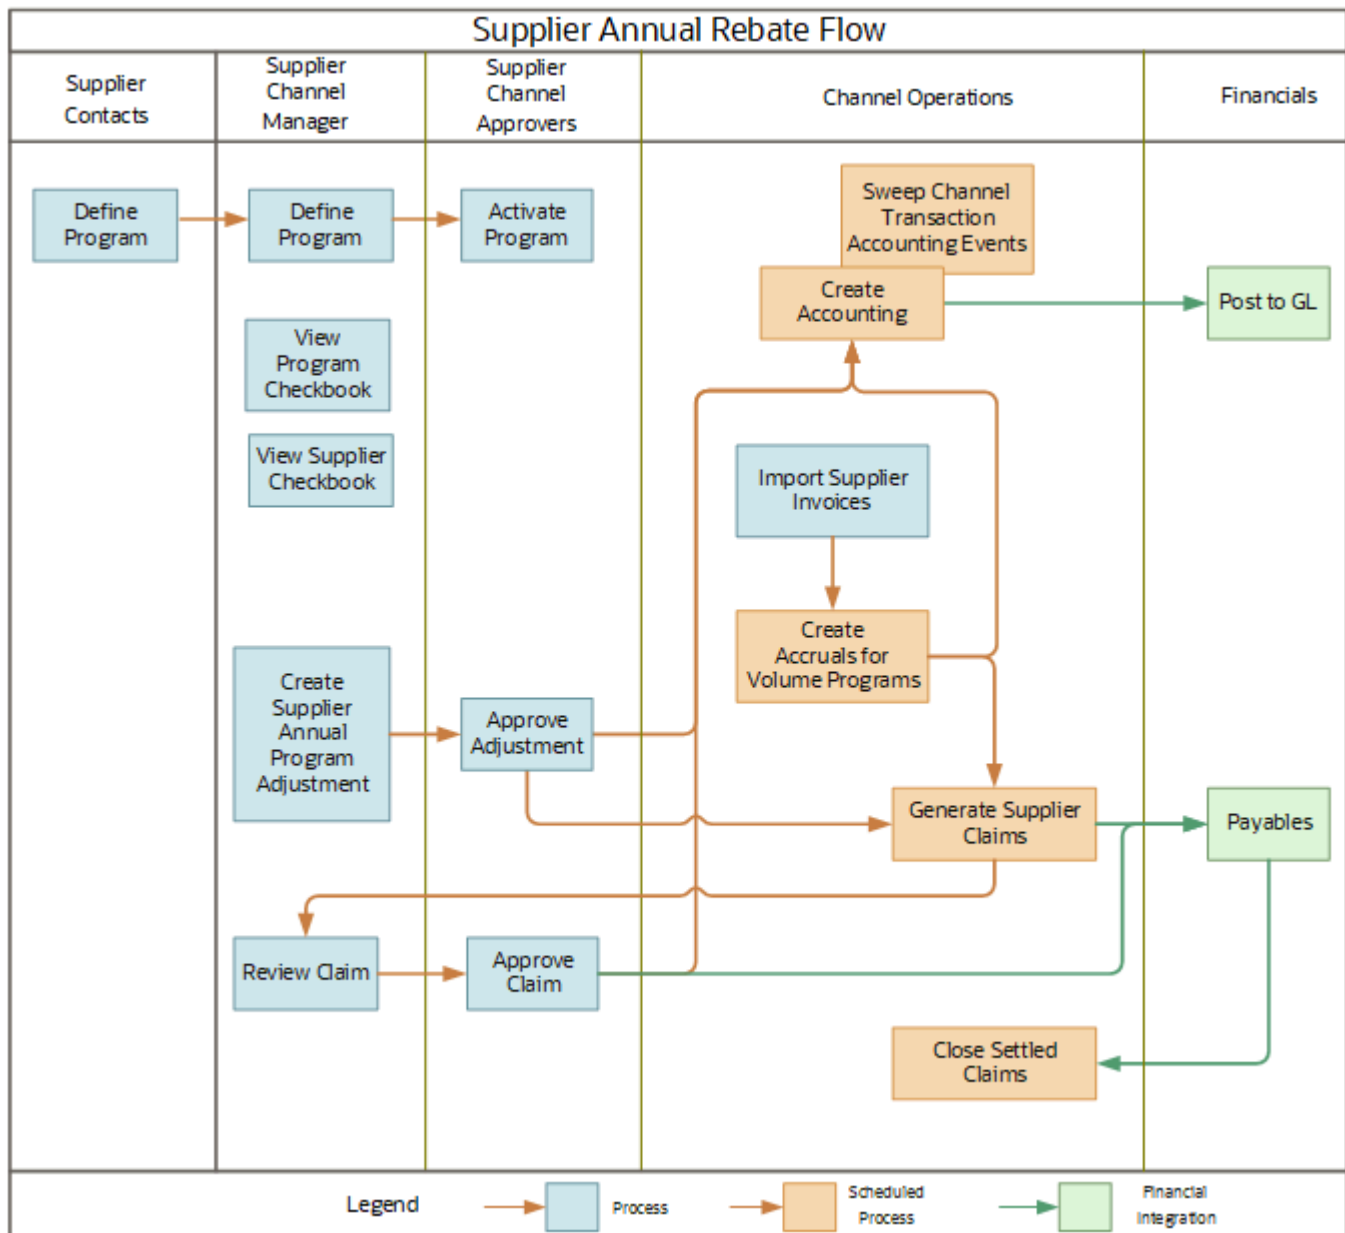 Supplier Annual Rebate Flow
Supplier
Contacts
Supplier
Channel
Manager
Supplier
Channel
Approvers
Channel Operations
Financials
Define
Program
Define
Program
Activate
Program
Sweep Channel
Transaction
Accounting Events
Create
Accounting
Post to GL
View
Program
Checkbook
View Supplier
Checkbook
Import Supplier
Invoices
Create
Accruals for
Volume Programs
Create
Supplier
Annual
Program
Adjustment
Approve
Adjustment
Generate Supplier
Claims
Payables
Review Claim
Approve
Claim
Close Settled
Claims
Legend
Process
Scheduled
Process
Financial
Integration